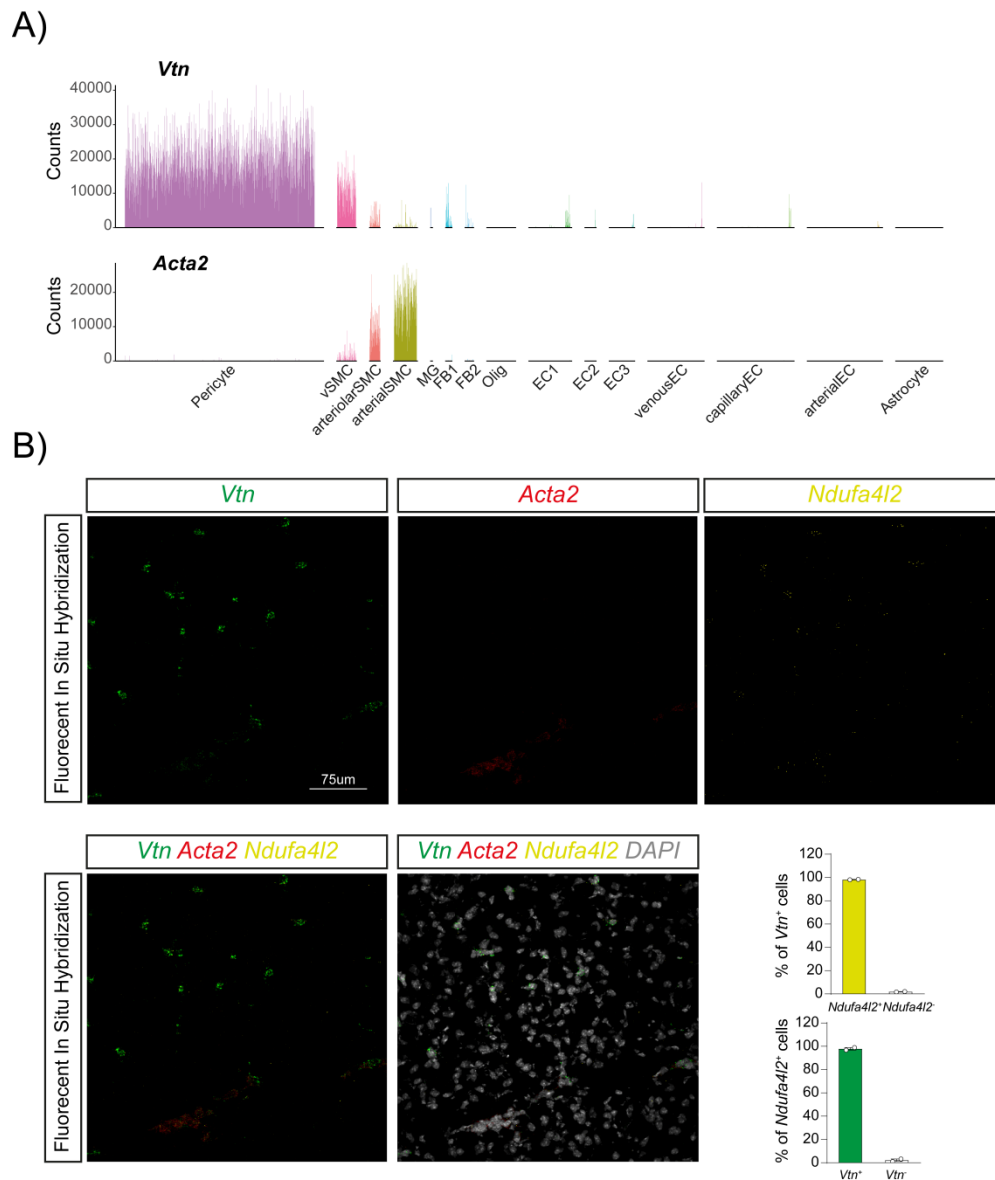 A)
Vtn
Counts
40000
30000
20000
10000
0
Acta2
Counts
20000
10000
0
Pericyte
vSMC
arteriolarSMC
arterialSMC
MG
FB1
FB2
Olig
EC1
EC2
EC3
venousEC
capillaryEC
arterialEC
Astrocyte
B)
Vtn
Acta2
Ndufa4l2
Fluorecent In Situ Hybridization
75um
Vtn Acta2 Ndufa4l2
Vtn Acta2 Ndufa4l2 DAPI
Fluorecent In Situ Hybridization
% of Vtn⁺ cells
120
100
80
60
40
20
0
Ndufa4l2⁺ Ndufa4l2⁻
% of Ndufa4l2⁺ cells
120
100
80
60
40
20
0
Vtn⁺ Vtn⁻